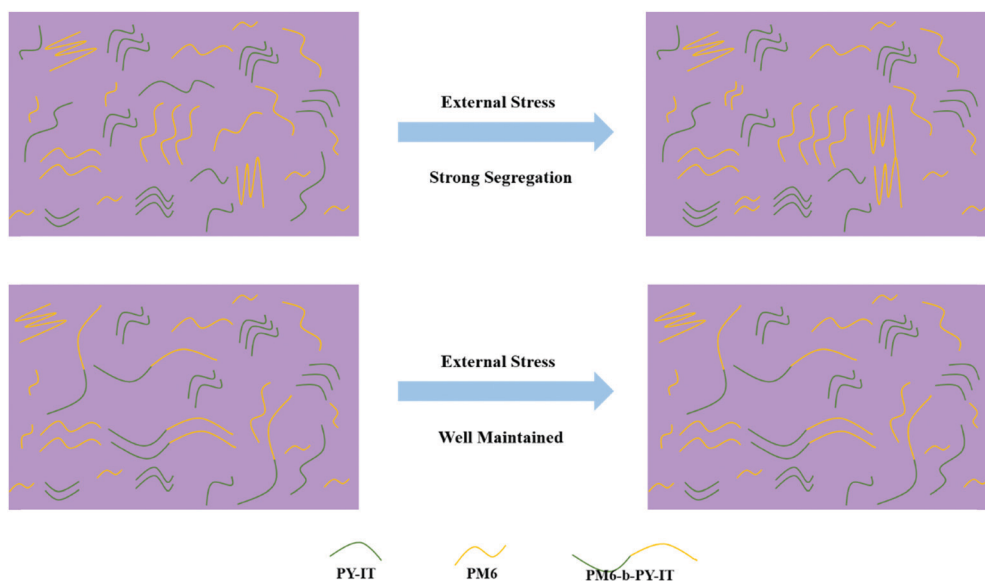 External Stress
Strong Segregation
External Stress
Well Maintained
PY-IT
PM6
PM6-b-PY-IT